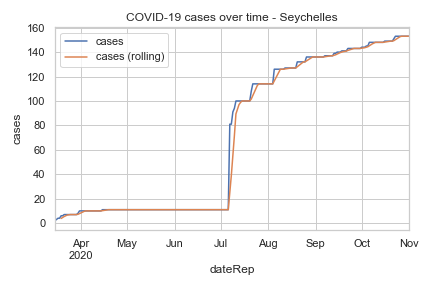 COVID-19 cases over time - Seychelles
160
140
120
100
80
60
40
20
0
cases
cases
cases (rolling)
Apr
2020
May
Jun
Jul
Aug
Sep
Oct
Nov
dateRep